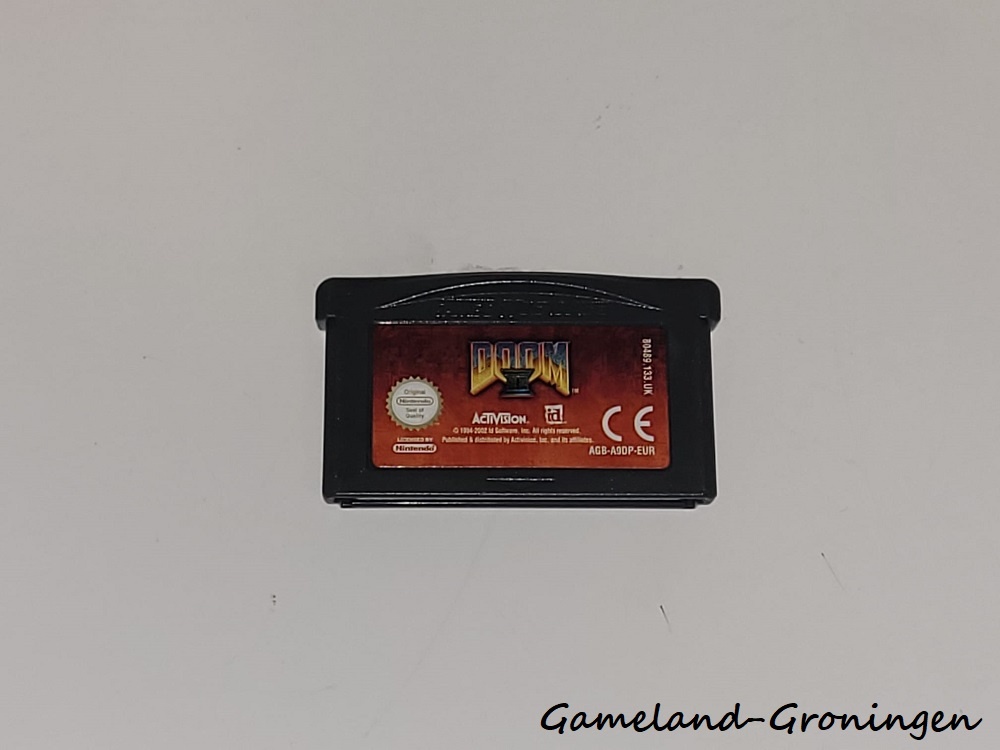 DOOM
II
TM
80489.133.UK
Original
Nintendo
Seal of
Quality
LICENSED BY
Nintendo
ACTIVISION.
id
© 1994-2002 Id Software, Inc. All rights reserved.
Published & distributed by Activision, Inc. and its affiliates.
CE
AGB-A9DP-EUR
Gameland-Groningen